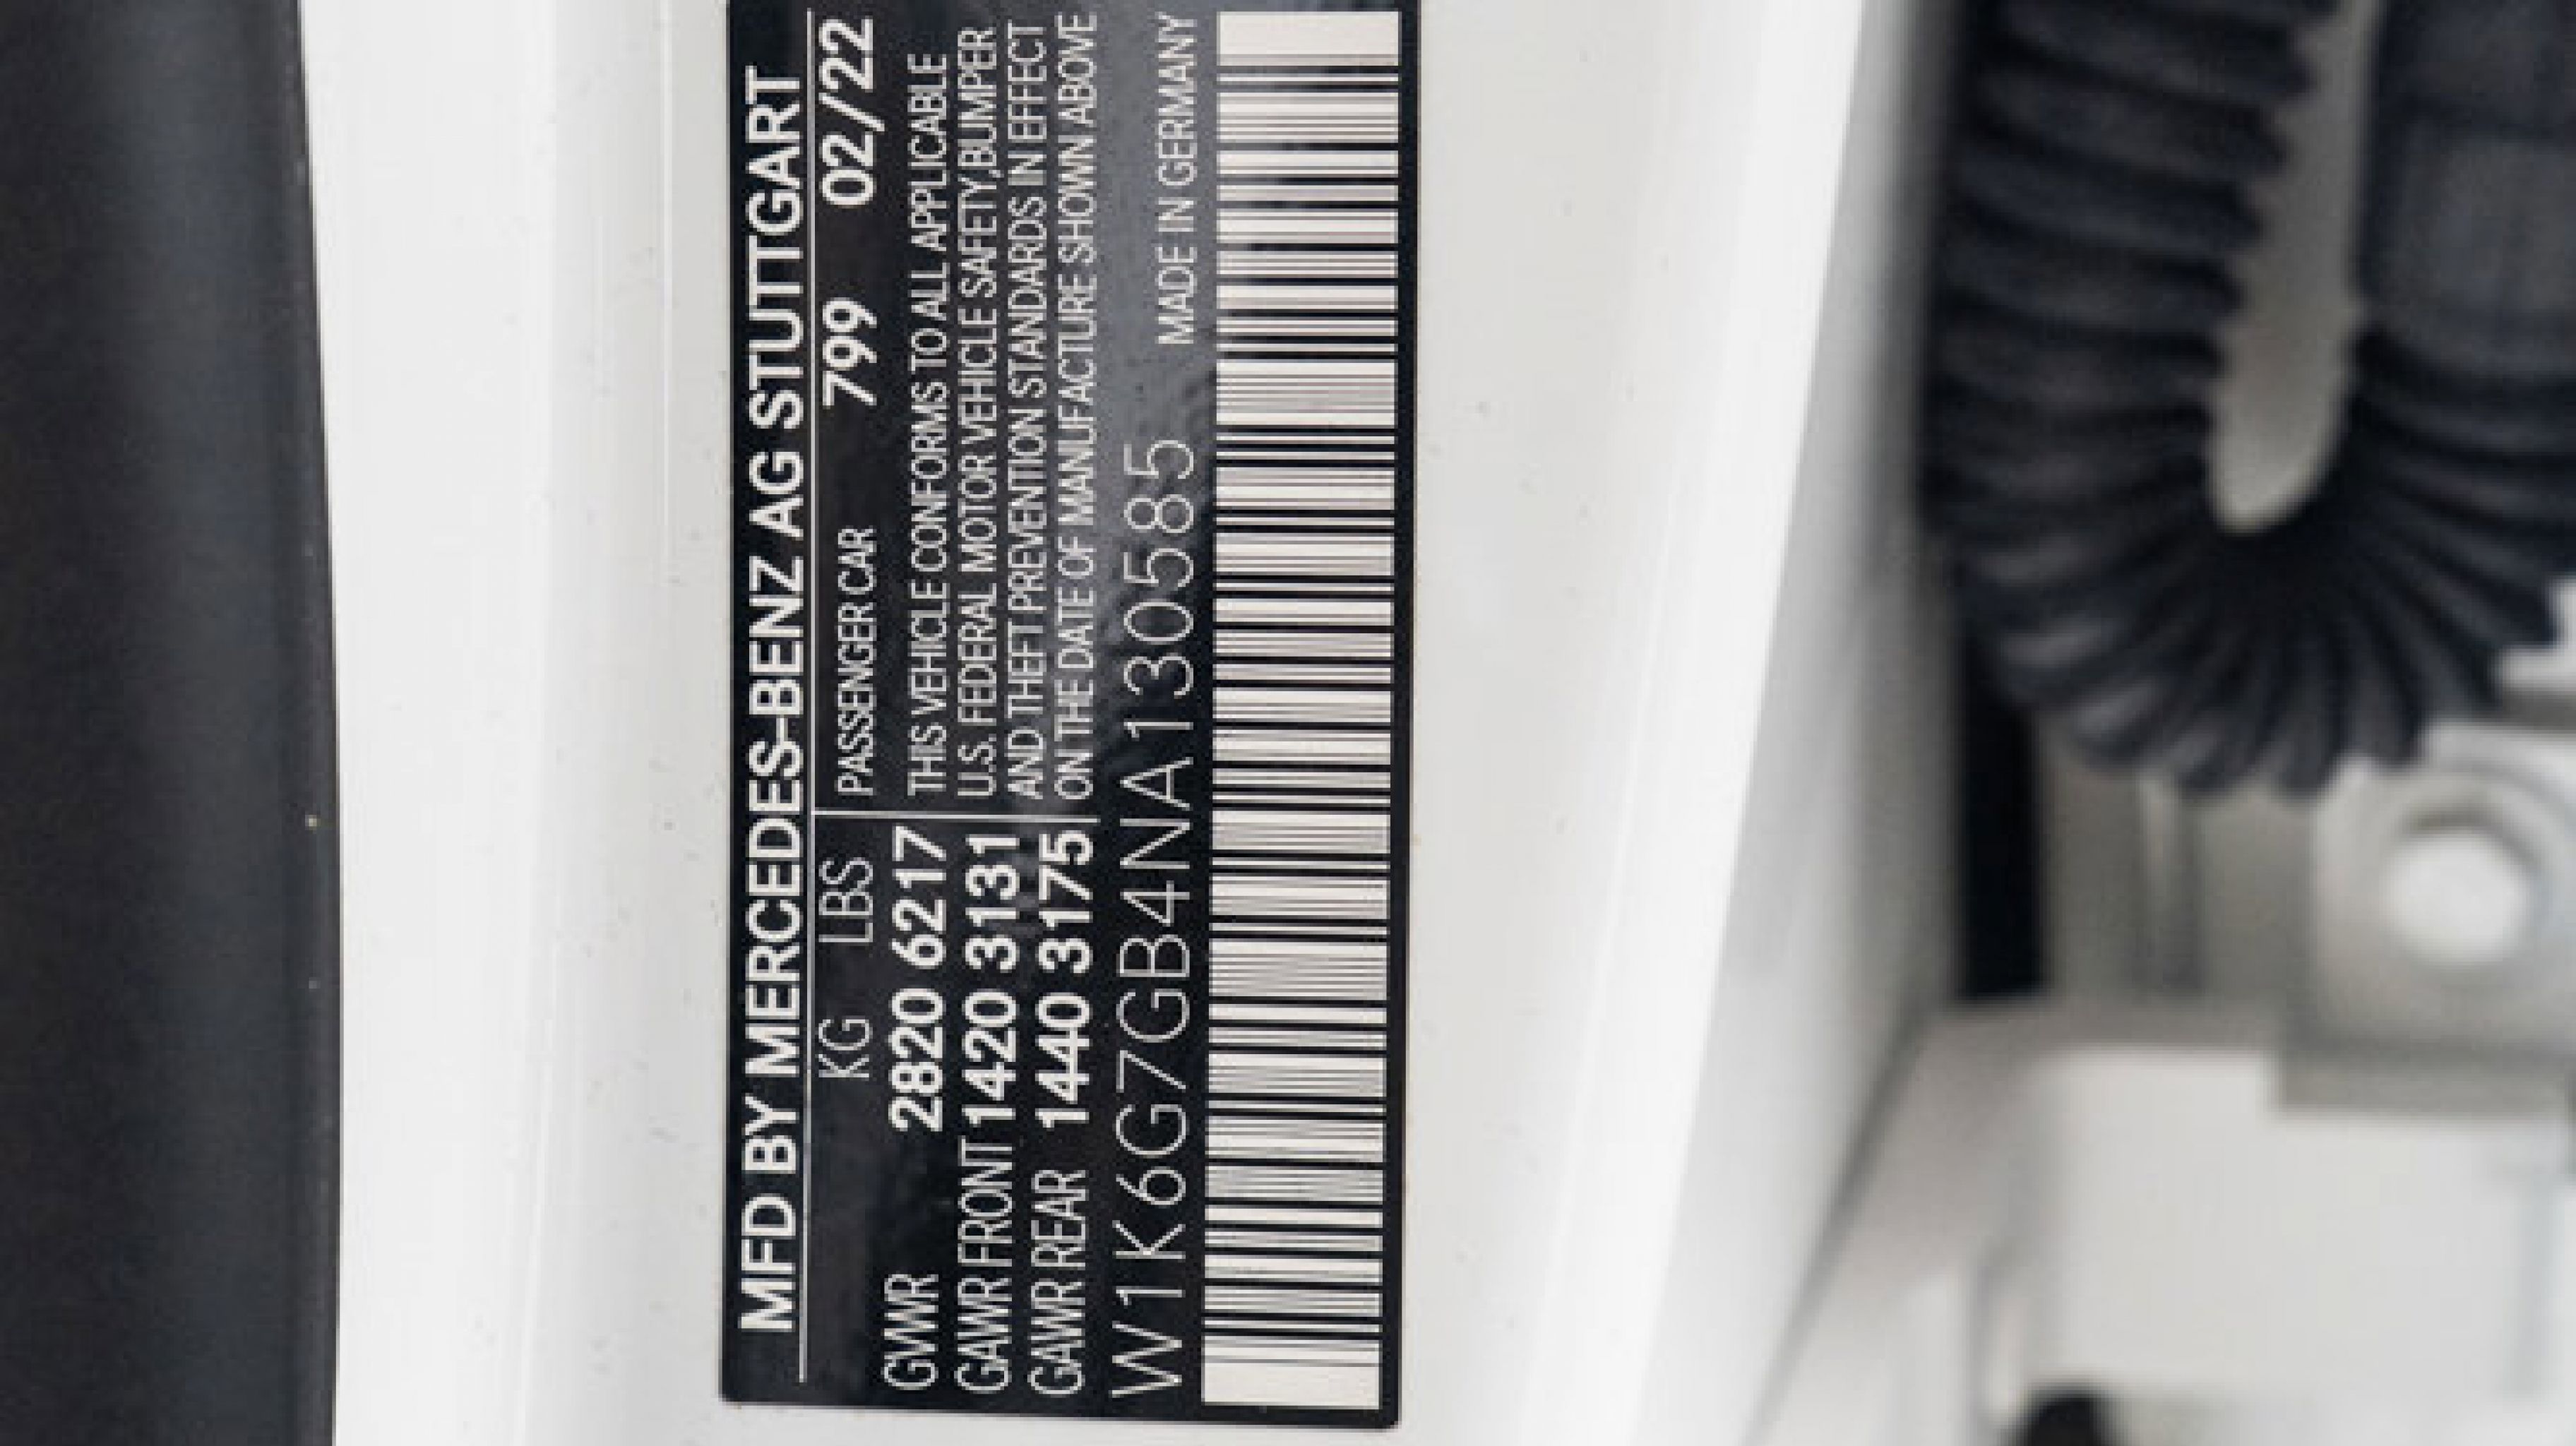 MFD BY MERCEDES-BENZ AG STUTTGART
KG LBS
GVWR 2820 6217
GAWR FRONT 1420 3131
GAWR REAR 1440 3175
PASSENGER CAR 799 02/22
THIS VEHICLE CONFORMS TO ALL APPLICABLE
U.S. FEDERAL MOTOR VEHICLE SAFETY,BUMPER
AND THEFT PREVENTION STANDARDS IN EFFECT
ON THE DATE OF MANUFACTURE SHOWN ABOVE
W1K6G7GB4NA130585 MADE IN GERMANY